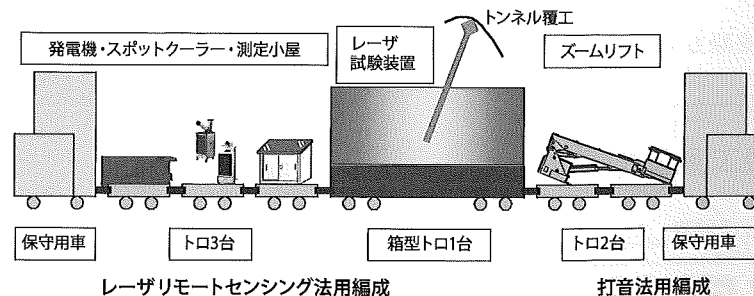 トンネル覆工
発電機・スポットクーラー・測定小屋
レーザ
試験装置
ズームリフト
保守用車
トロ3台
箱型トロ1台
トロ2台
保守用車
レーザリモートセンシング法用編成
打音法用編成